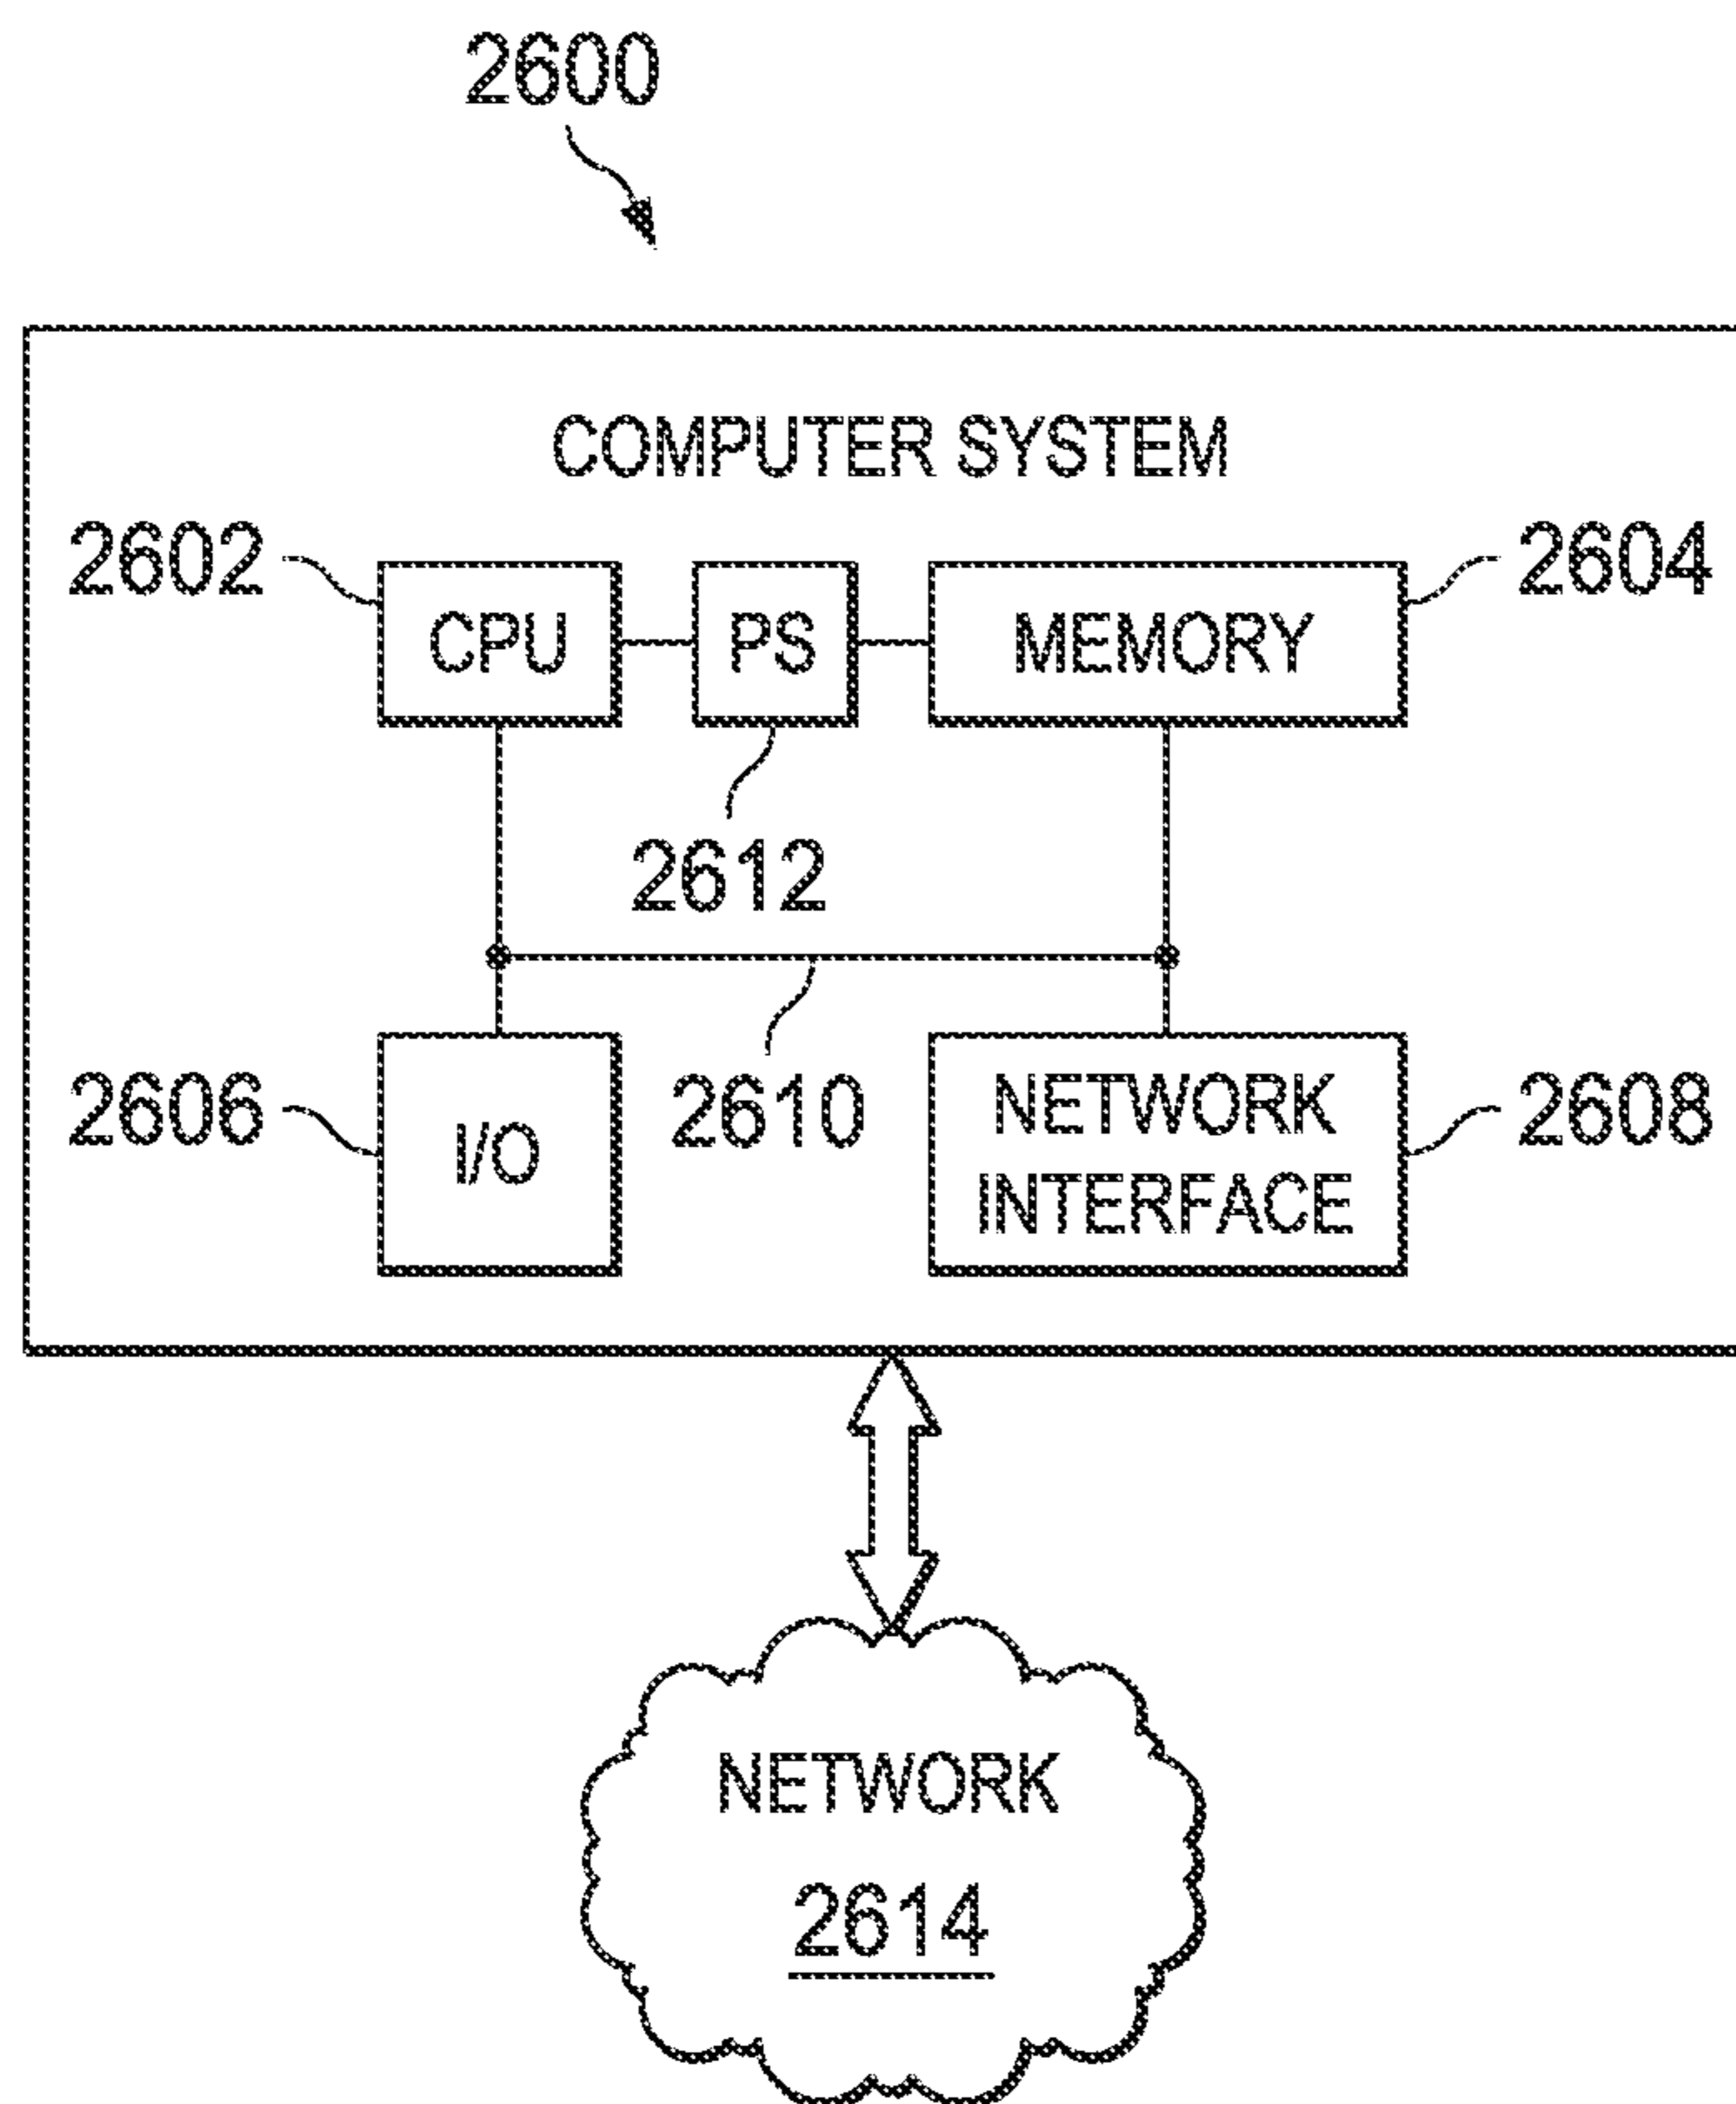 2600
COMPUTER SYSTEM
2602
CPU
PS
MEMORY
2604
2612
2606
I/O
2610
NETWORK
INTERFACE
2608
NETWORK
2614